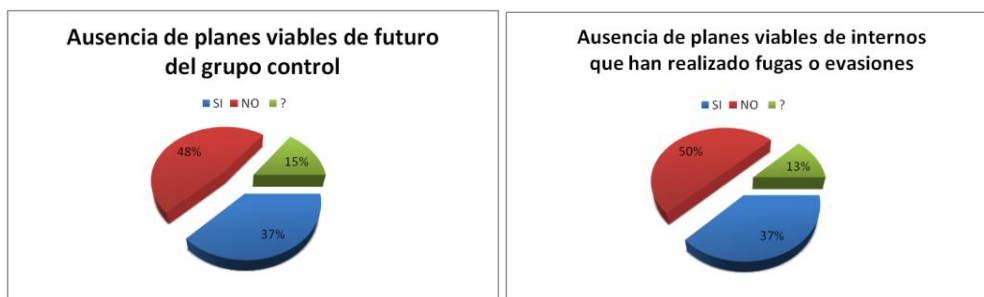 Ausencia de planes viables de futuro
del grupo control
SI NO ?
48%
15%
37%
Ausencia de planes viables de internos
que han realizado fugas o evasiones
SI NO ?
50%
13%
37%